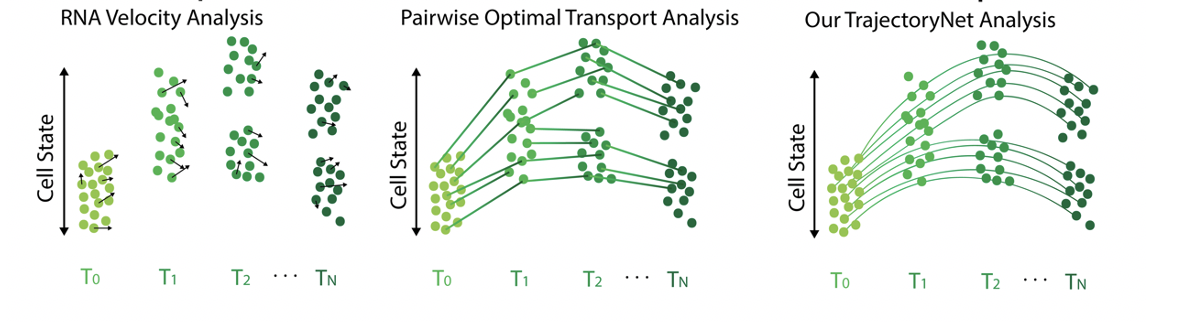 RNA Velocity Analysis
Cell State
T0 T1 T2 ··· TN
Pairwise Optimal Transport Analysis
Cell State
T0 T1 T2 ··· TN
Our TrajectoryNet Analysis
Cell State
T0 T1 T2 ··· TN